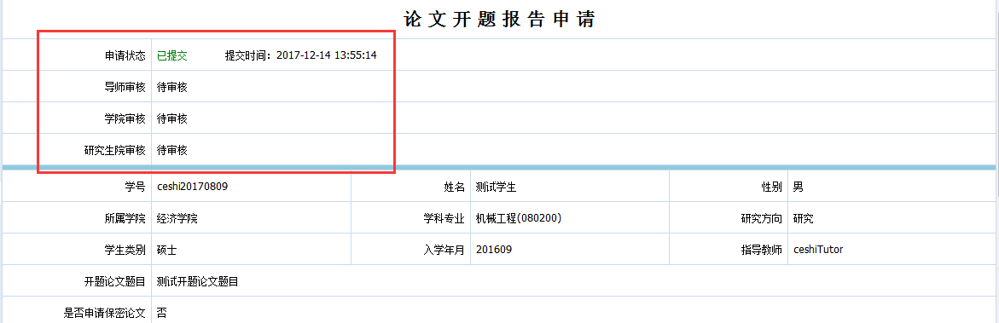 论文开题报告申请
申请状态 已提交 提交时间：2017-12-14 13:55:14
导师审核 待审核
学院审核 待审核
研究生院审核 待审核
学号 ceshi20170809 姓名 测试学生 性别 男
所属学院 经济学院 学科专业 机械工程(080200) 研究方向 研究
学生类别 硕士 入学年月 201609 指导教师 ceshiTutor
开题论文题目 测试开题论文题目
是否申请保密论文 否